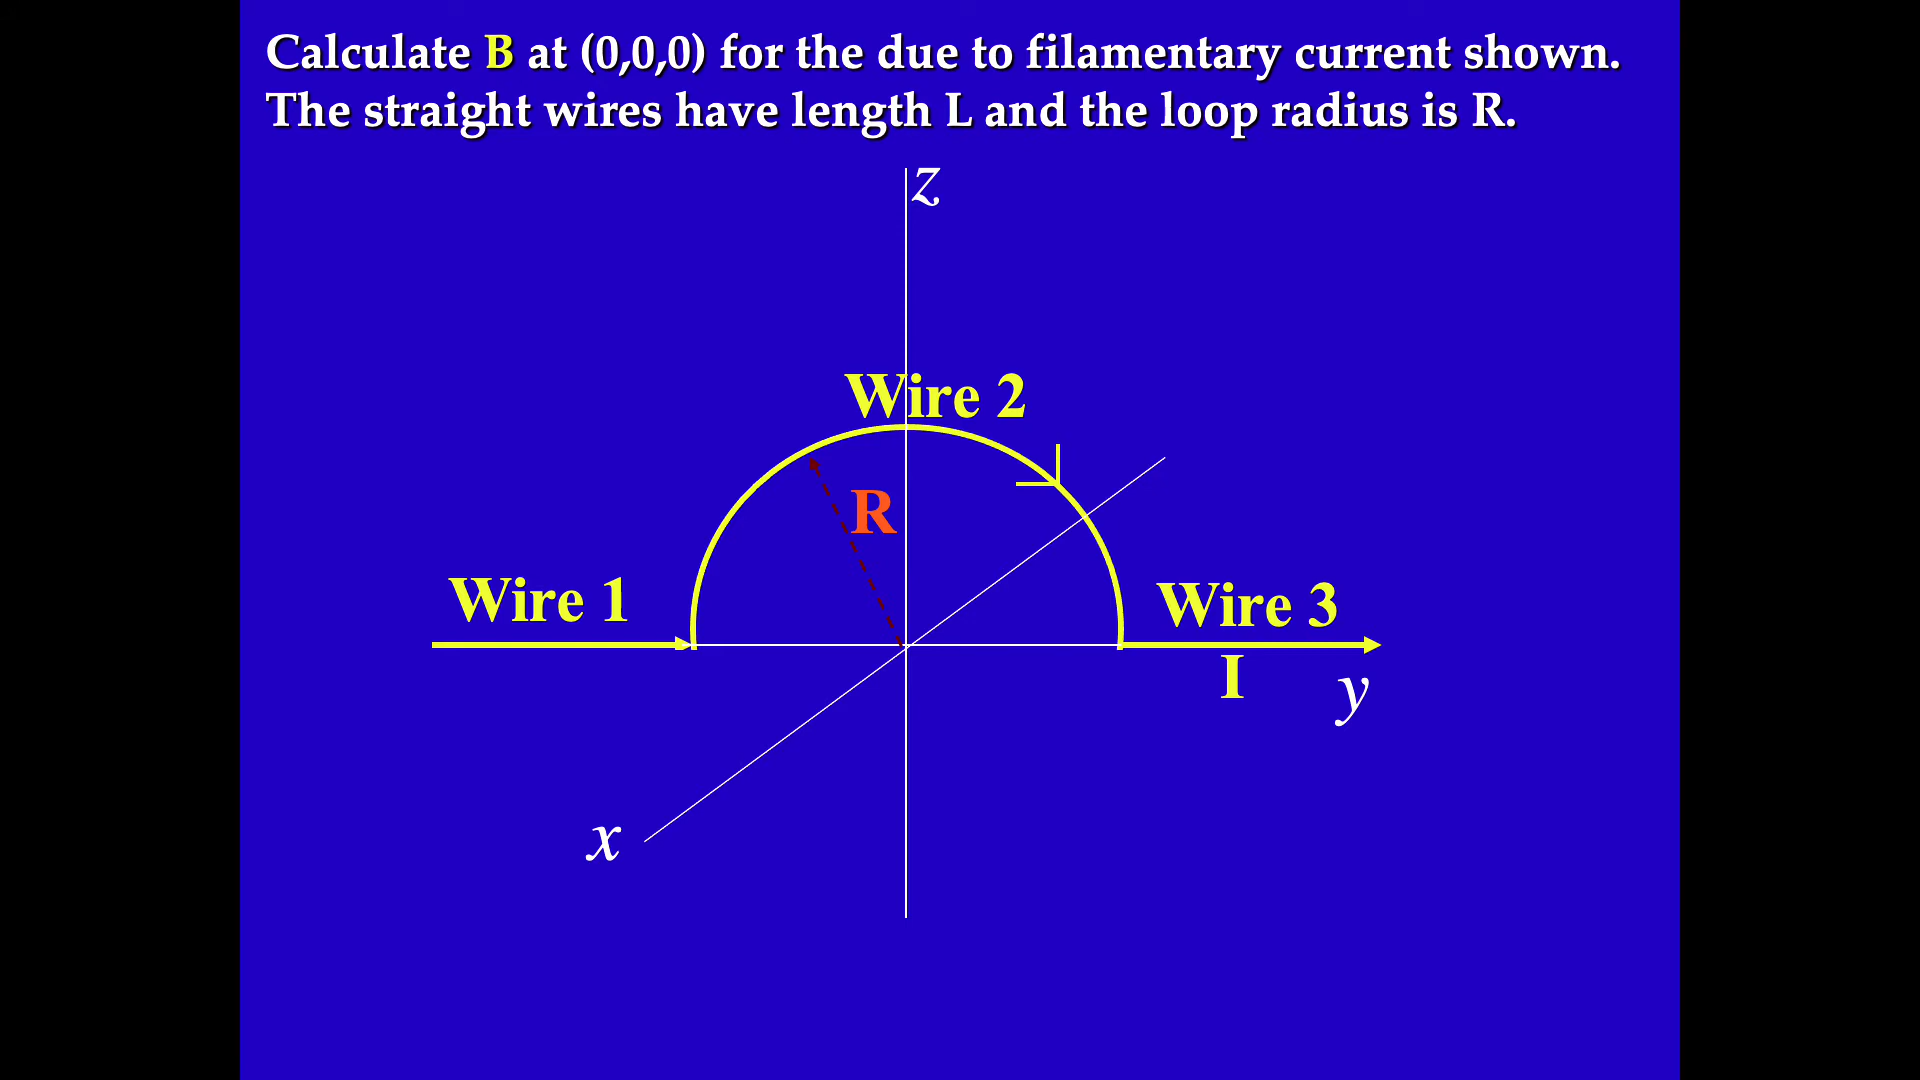 Calculate B at (0,0,0) for the due to filamentary current shown.
The straight wires have length L and the loop radius is R.
z
Wire 2
R
Wire 1
Wire 3
I
y
x